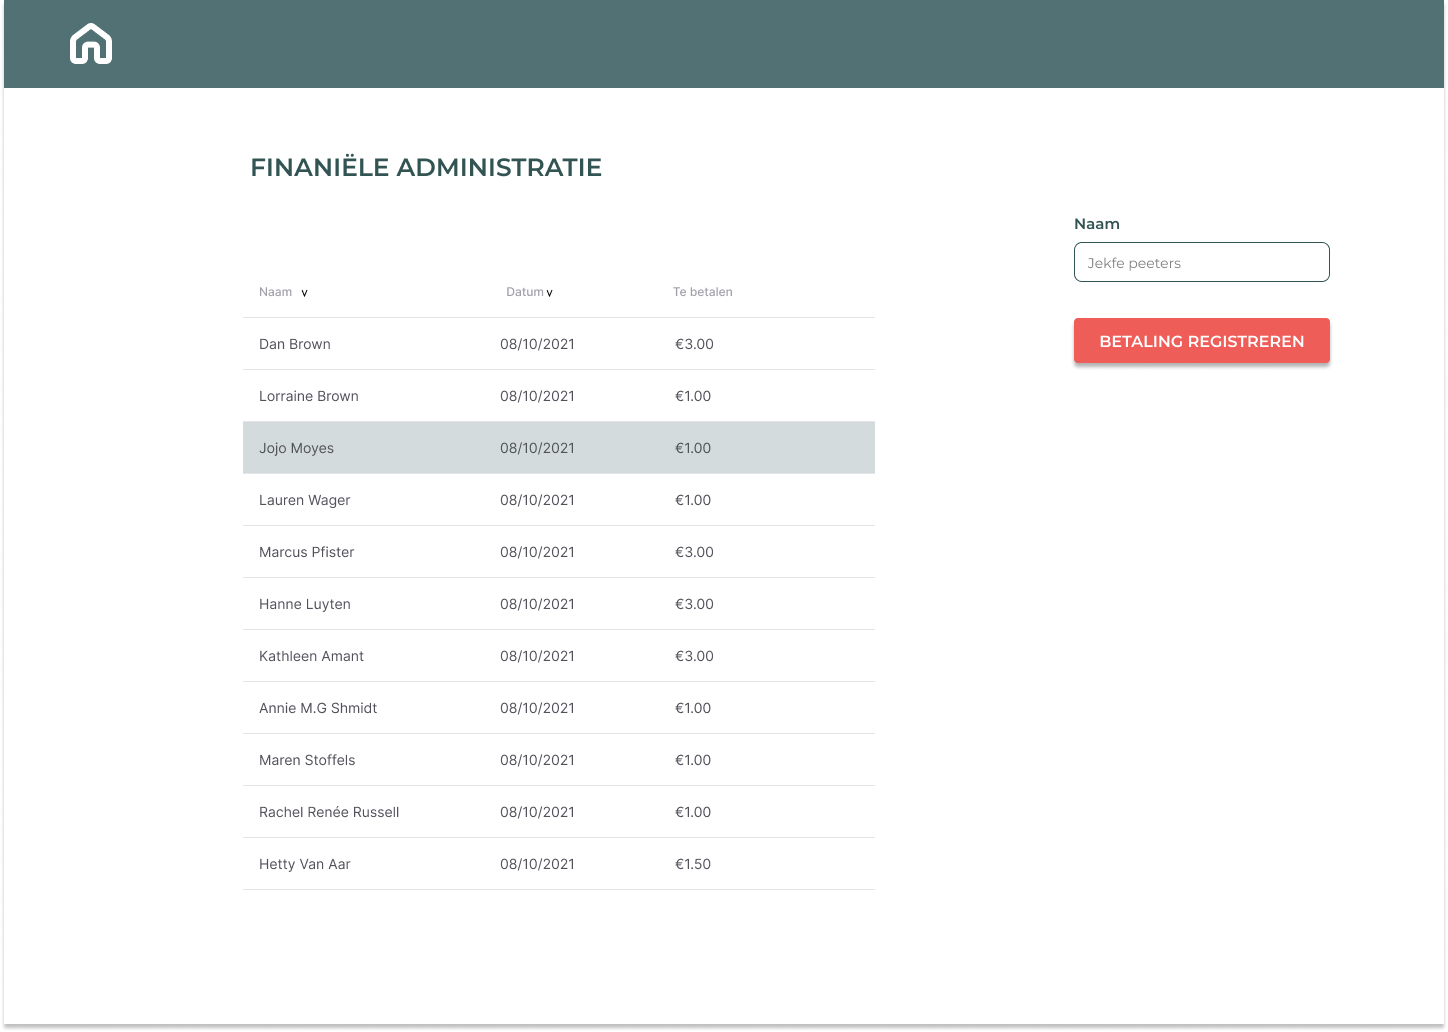 FINANIËLE ADMINISTRATIE
Naam
Jekfe peeters
BETALING REGISTREREN
Naam v Datum v Te betalen
Dan Brown 08/10/2021 €3.00
Lorraine Brown 08/10/2021 €1.00
Jojo Moyes 08/10/2021 €1.00
Lauren Wager 08/10/2021 €1.00
Marcus Pfister 08/10/2021 €3.00
Hanne Luyten 08/10/2021 €3.00
Kathleen Amant 08/10/2021 €3.00
Annie M.G Shmidt 08/10/2021 €1.00
Maren Stoffels 08/10/2021 €1.00
Rachel Renée Russell 08/10/2021 €1.00
Hetty Van Aar 08/10/2021 €1.50